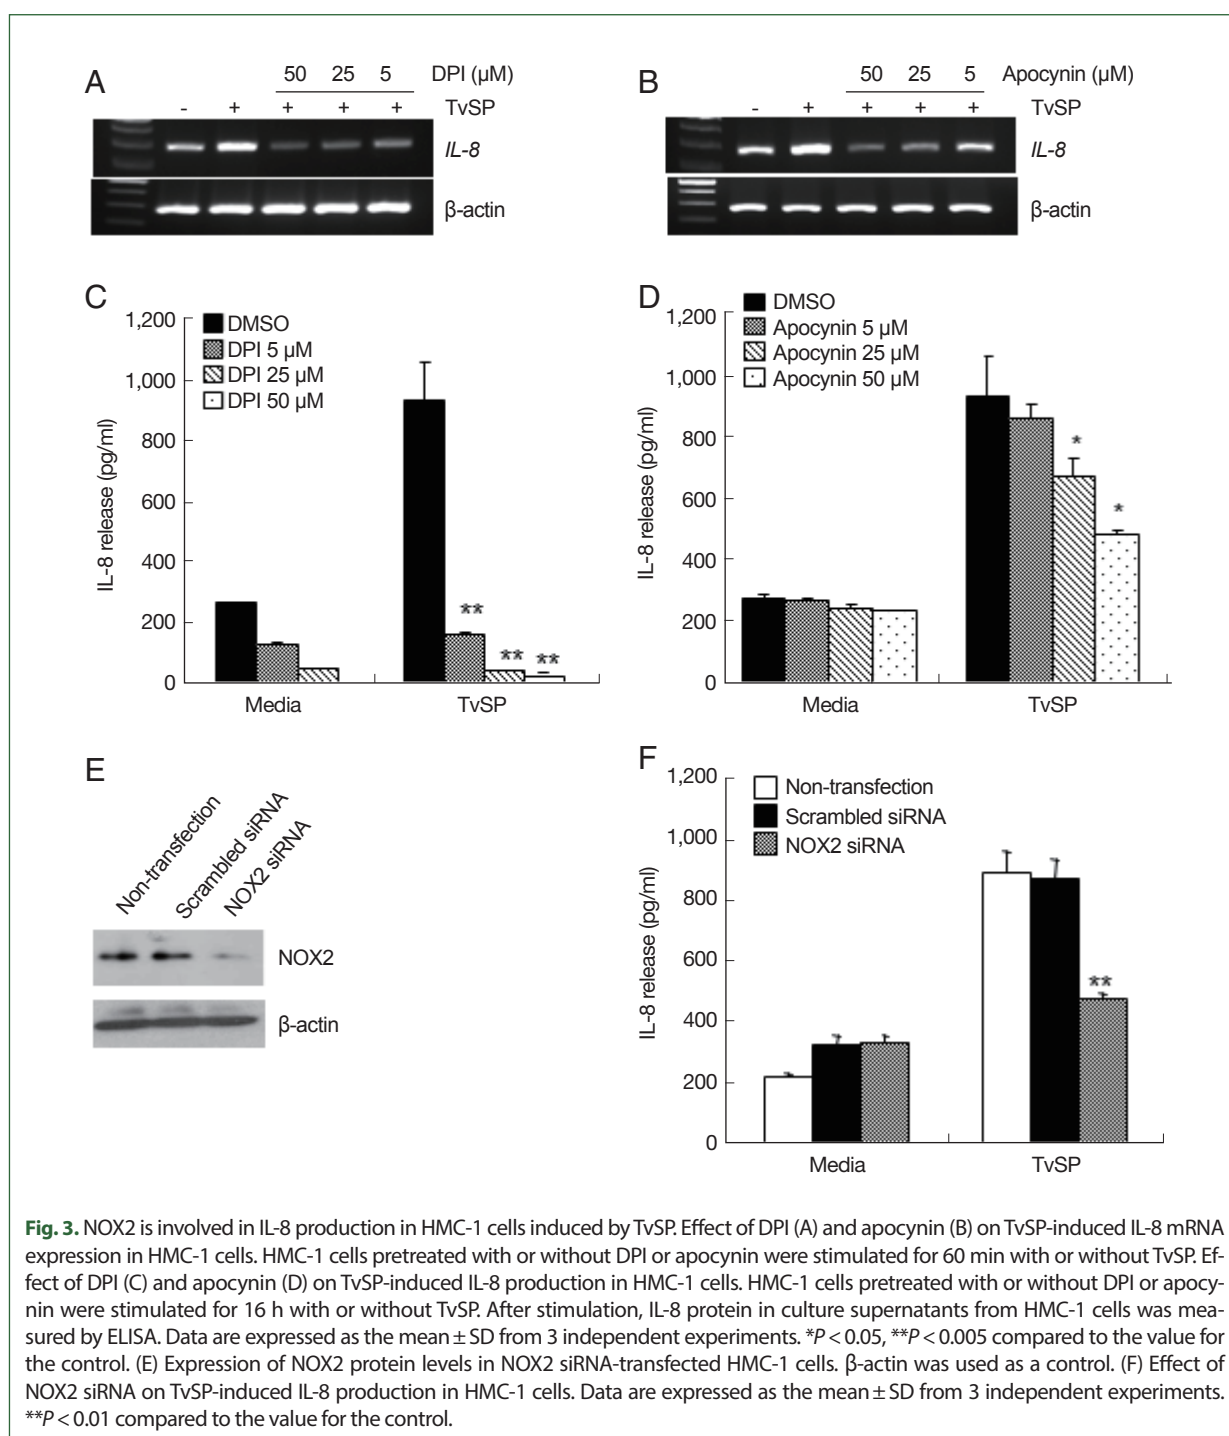 A
50 25 5 DPI (µM)
- + + + + TvSP
IL-8
β-actin
B
50 25 5 Apocynin (µM)
- + + + + TvSP
IL-8
β-actin
C
DMSO
DPI 5 µM
DPI 25 µM
DPI 50 µM
IL-8 release (pg/ml)
1,200
1,000
800
600
400
200
0
**
**
**
Media
TvSP
D
DMSO
Apocynin 5 µM
Apocynin 25 µM
Apocynin 50 µM
IL-8 release (pg/ml)
1,200
1,000
800
600
400
200
0
*
*
Media
TvSP
E
Non-transfection
Scrambled siRNA
NOX2 siRNA
NOX2
β-actin
F
Non-transfection
Scrambled siRNA
NOX2 siRNA
IL-8 release (pg/ml)
1,200
1,000
800
600
400
200
0
**
Media
TvSP
Fig. 3. NOX2 is involved in IL-8 production in HMC-1 cells induced by TvSP. Effect of DPI (A) and apocynin (B) on TvSP-induced IL-8 mRNA
expression in HMC-1 cells. HMC-1 cells pretreated with or without DPI or apocynin were stimulated for 60 min with or without TvSP. Ef-
fect of DPI (C) and apocynin (D) on TvSP-induced IL-8 production in HMC-1 cells. HMC-1 cells pretreated with or without DPI or apocy-
nin were stimulated for 16 h with or without TvSP. After stimulation, IL-8 protein in culture supernatants from HMC-1 cells was mea-
sured by ELISA. Data are expressed as the mean ± SD from 3 independent experiments. *P < 0.05, **P < 0.005 compared to the value for
the control. (E) Expression of NOX2 protein levels in NOX2 siRNA-transfected HMC-1 cells. β-actin was used as a control. (F) Effect of
NOX2 siRNA on TvSP-induced IL-8 production in HMC-1 cells. Data are expressed as the mean ± SD from 3 independent experiments.
**P < 0.01 compared to the value for the control.